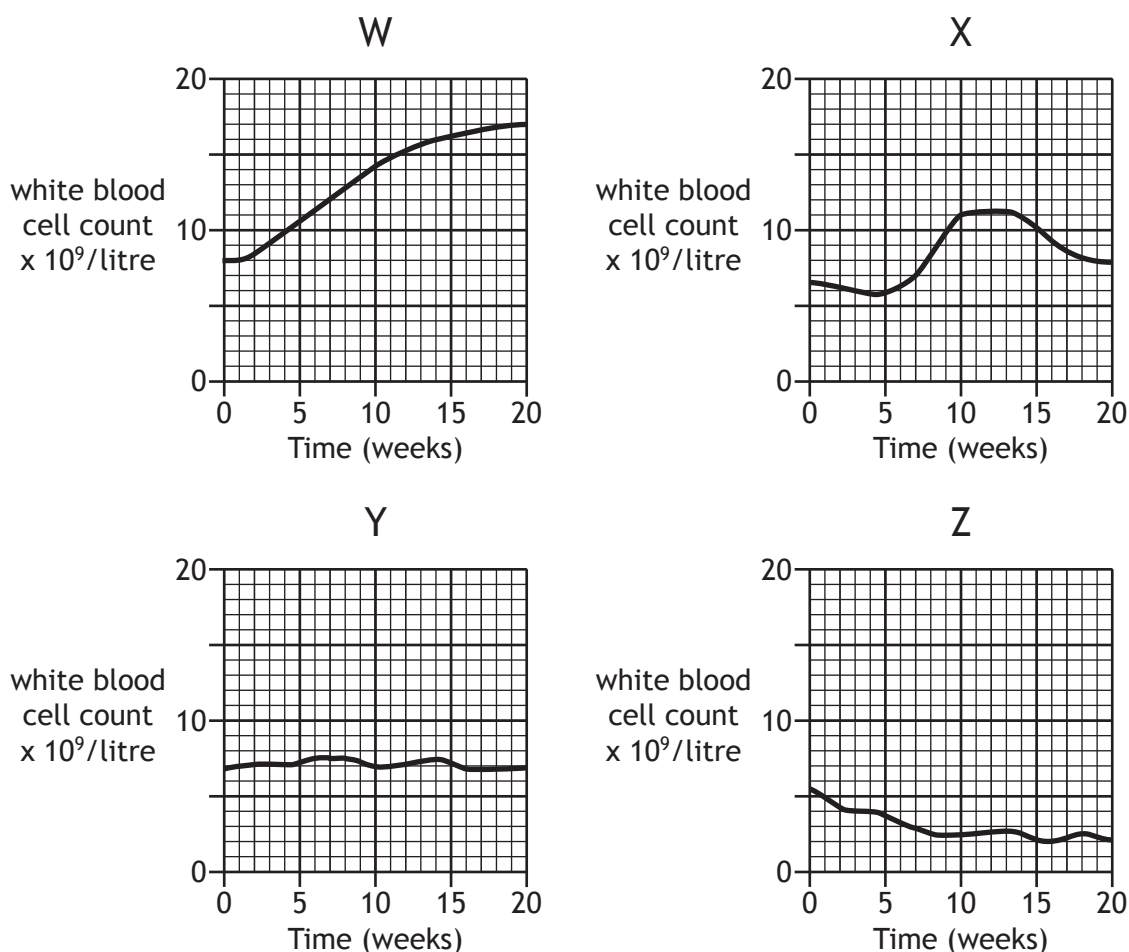 W
20
10
0
white blood
cell count
x 10⁹/litre
0 5 10 15 20
Time (weeks)
X
20
10
0
white blood
cell count
x 10⁹/litre
0 5 10 15 20
Time (weeks)
Y
20
10
0
white blood
cell count
x 10⁹/litre
0 5 10 15 20
Time (weeks)
Z
20
10
0
white blood
cell count
x 10⁹/litre
0 5 10 15 20
Time (weeks)